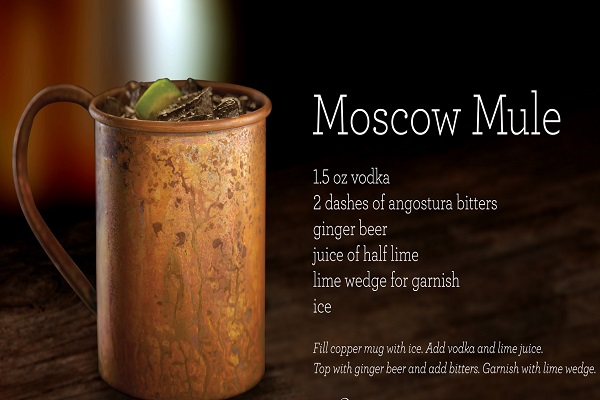 Moscow Mule
1.5 oz vodka
2 dashes of angostura bitters
ginger beer
juice of half lime
lime wedge for garnish
ice
Fill copper mug with ice. Add vodka and lime juice.
Top with ginger beer and add bitters. Garnish with lime wedge.